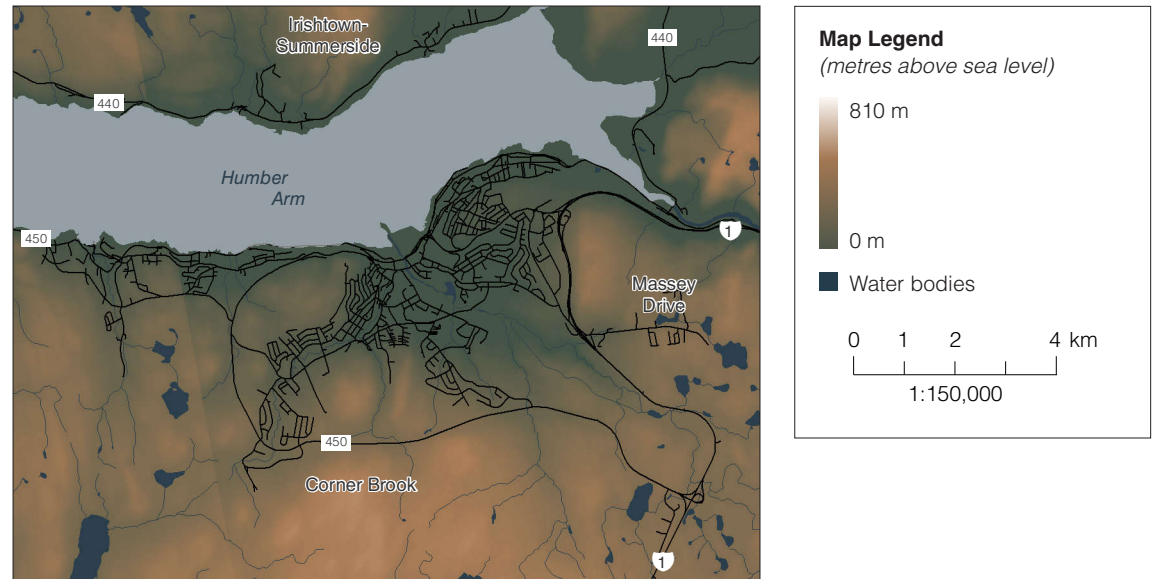 Irishtown-
Summerside
440
440
Humber
Arm
450
1
Massey
Drive
450
Corner Brook
1
Map Legend
(metres above sea level)
810 m
0 m
Water bodies
0 1 2 4 km
1:150,000